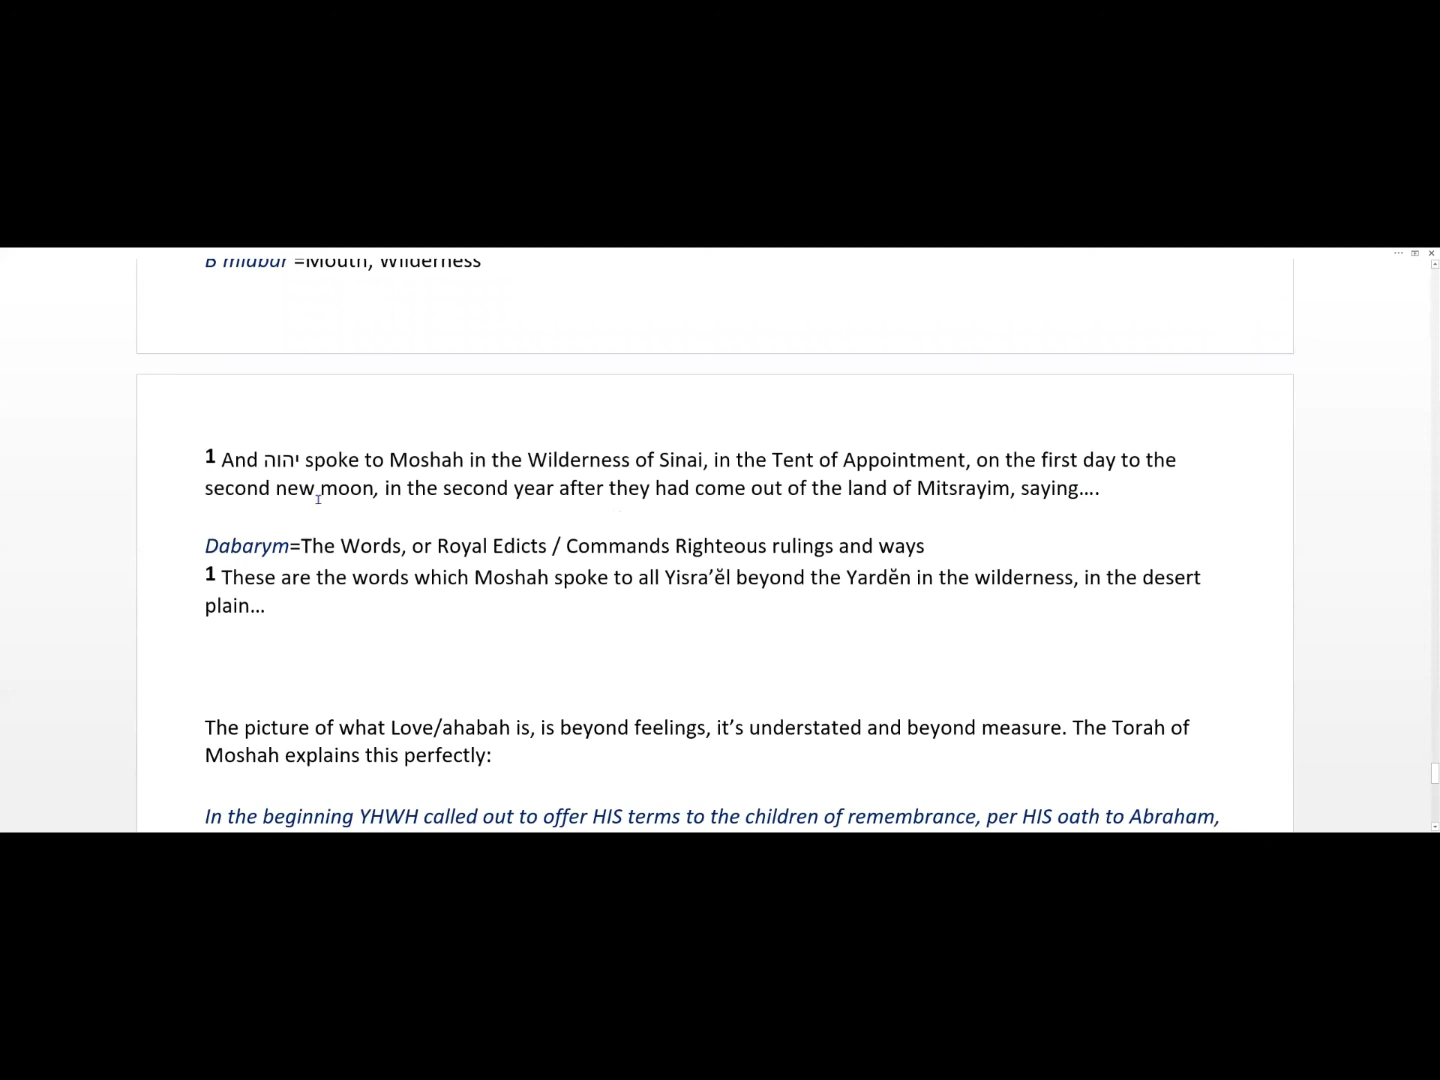 B'midbar =Mouth, Wilderness
1 And יהוה spoke to Moshah in the Wilderness of Sinai, in the Tent of Appointment, on the first day to the
second new moon, in the second year after they had come out of the land of Mitsrayim, saying….
Dabarym=The Words, or Royal Edicts / Commands Righteous rulings and ways
1 These are the words which Moshah spoke to all Yisra’ĕl beyond the Yardĕn in the wilderness, in the desert
plain…
The picture of what Love/ahabah is, is beyond feelings, it’s understated and beyond measure. The Torah of
Moshah explains this perfectly:
In the beginning YHWH called out to offer HIS terms to the children of remembrance, per HIS oath to Abraham,